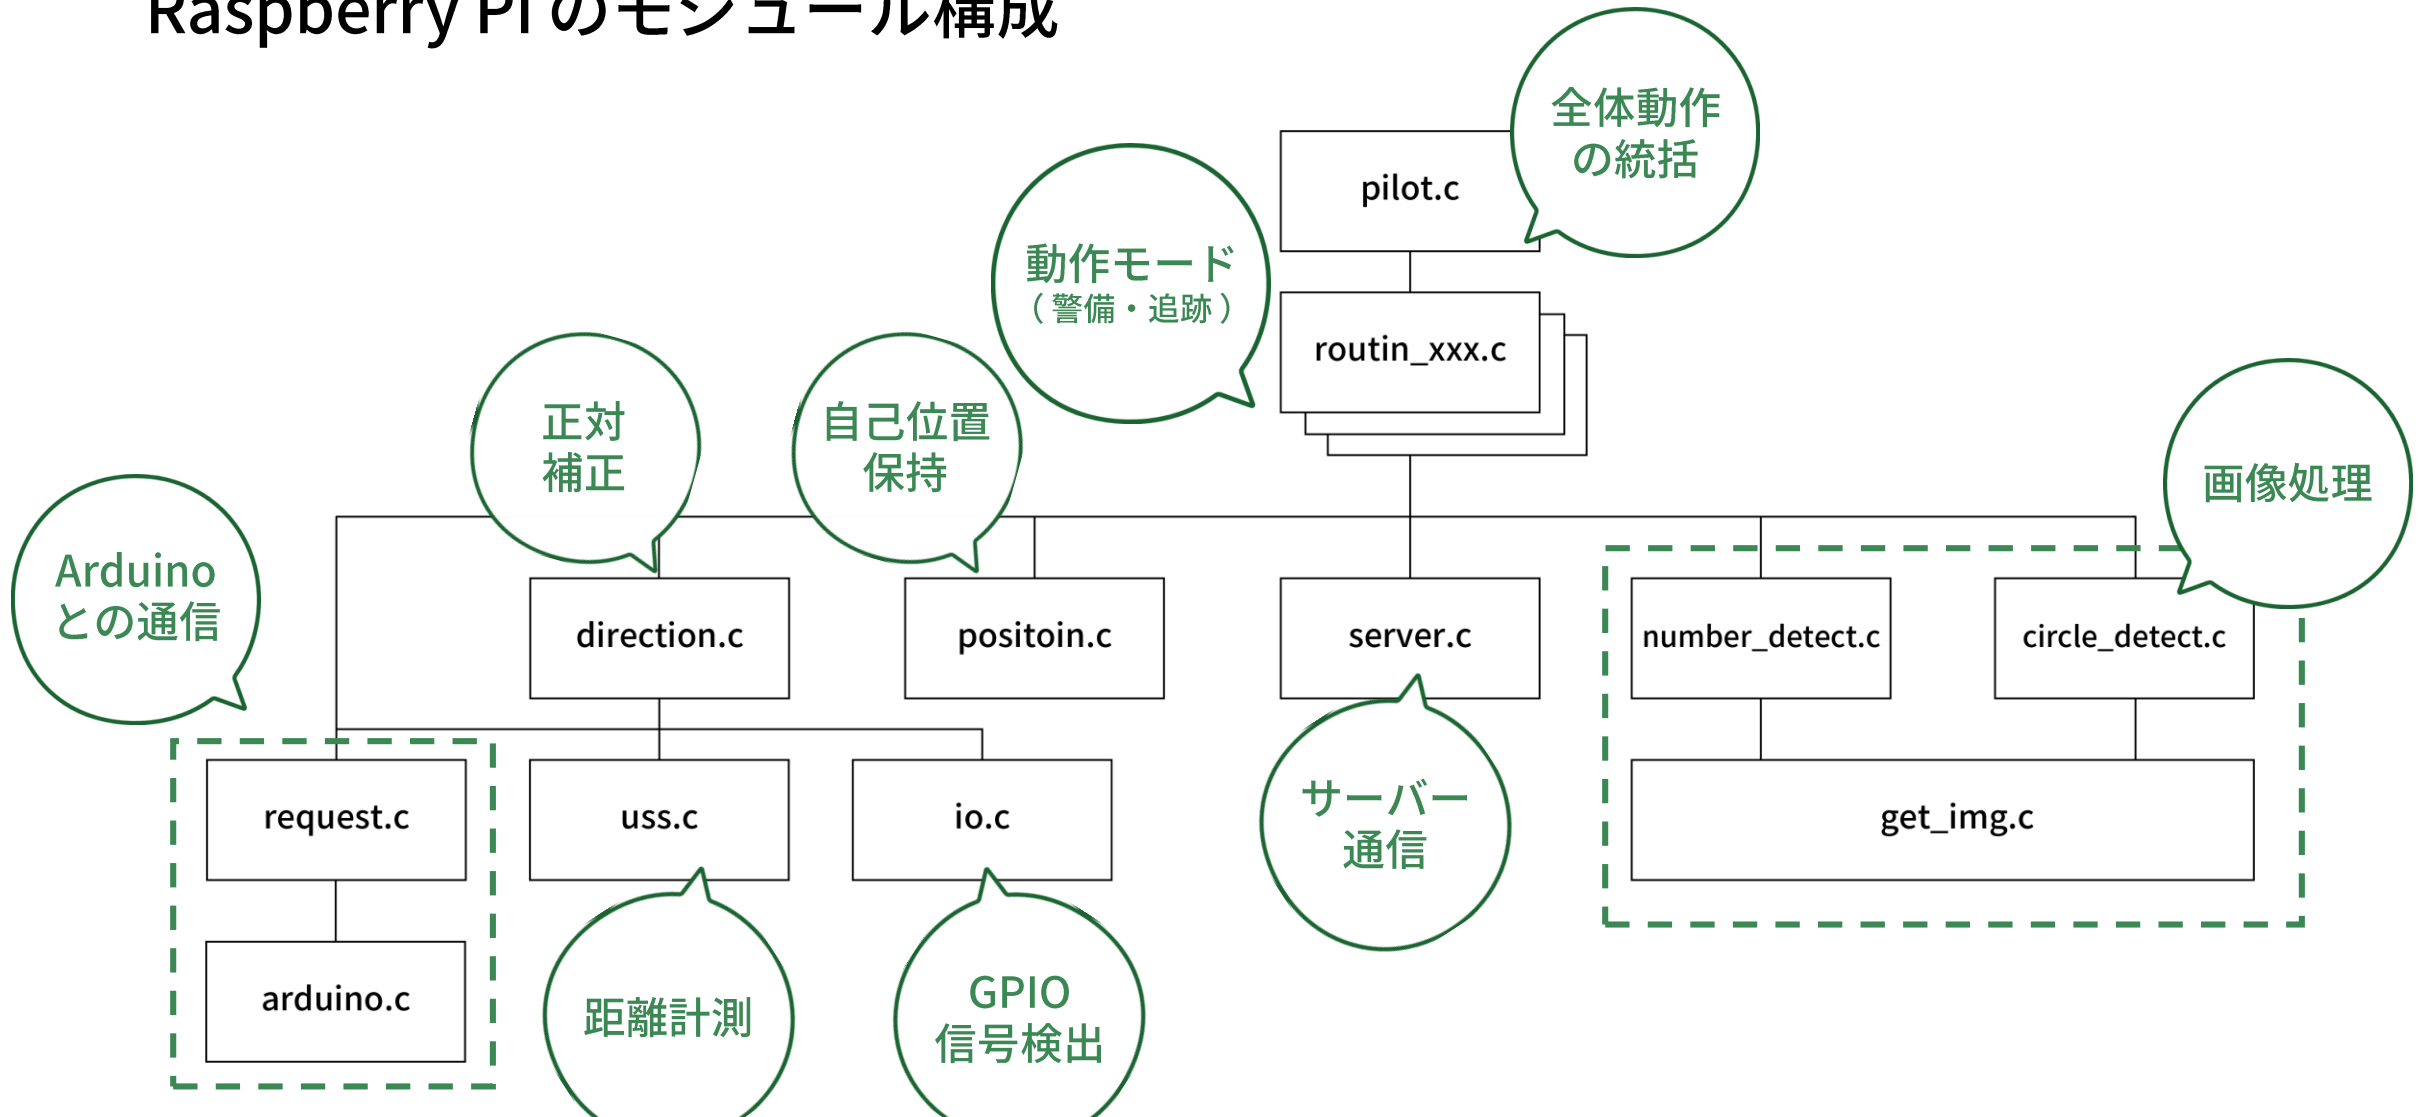 Raspberry Pi のモジュール構成
全体動作
の統括
pilot.c
動作モード
（警備・追跡）
routin_xxx.c
正対
補正
自己位置
保持
画像処理
Arduino
との通信
direction.c
positoin.c
server.c
number_detect.c
circle_detect.c
request.c
uss.c
io.c
サーバー
通信
get_img.c
arduino.c
距離計測
GPIO
信号検出